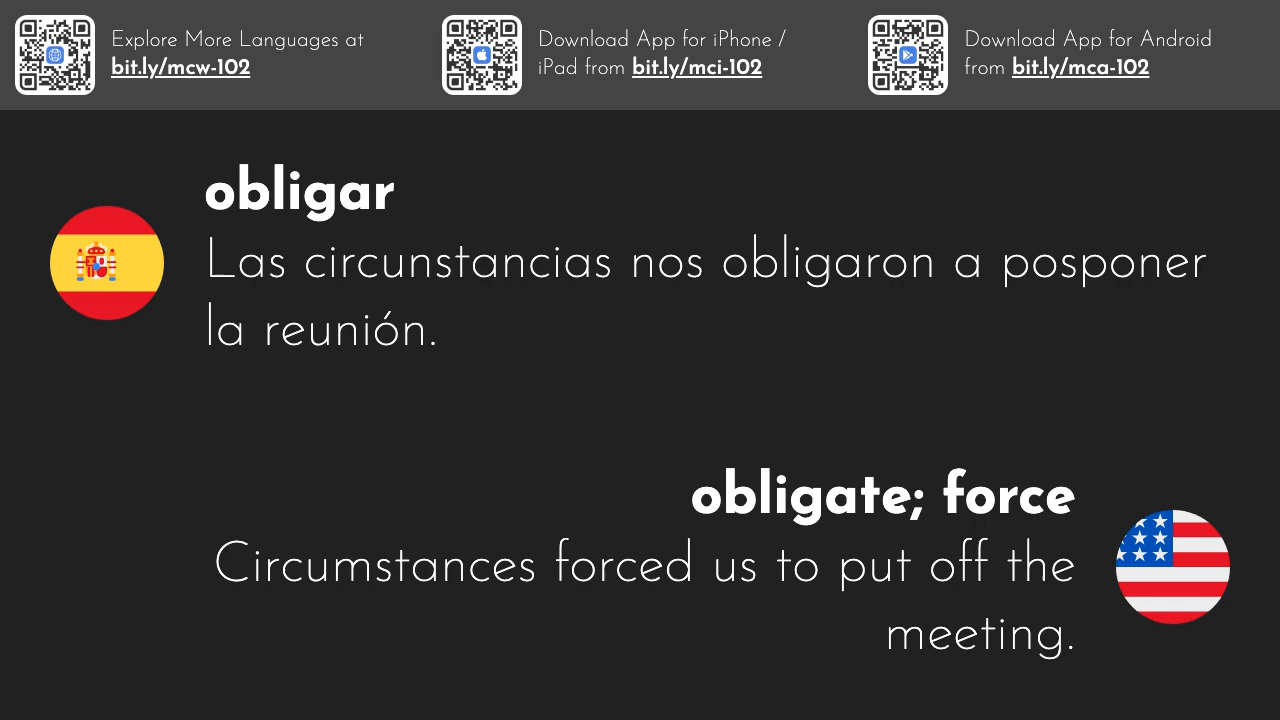 Explore More Languages at
bit.ly/mcw-102
Download App for iPhone /
iPad from bit.ly/mci-102
Download App for Android
from bit.ly/mca-102
obligar
Las circunstancias nos obligaron a posponer
la reunión.
obligate; force
Circumstances forced us to put off the
meeting.